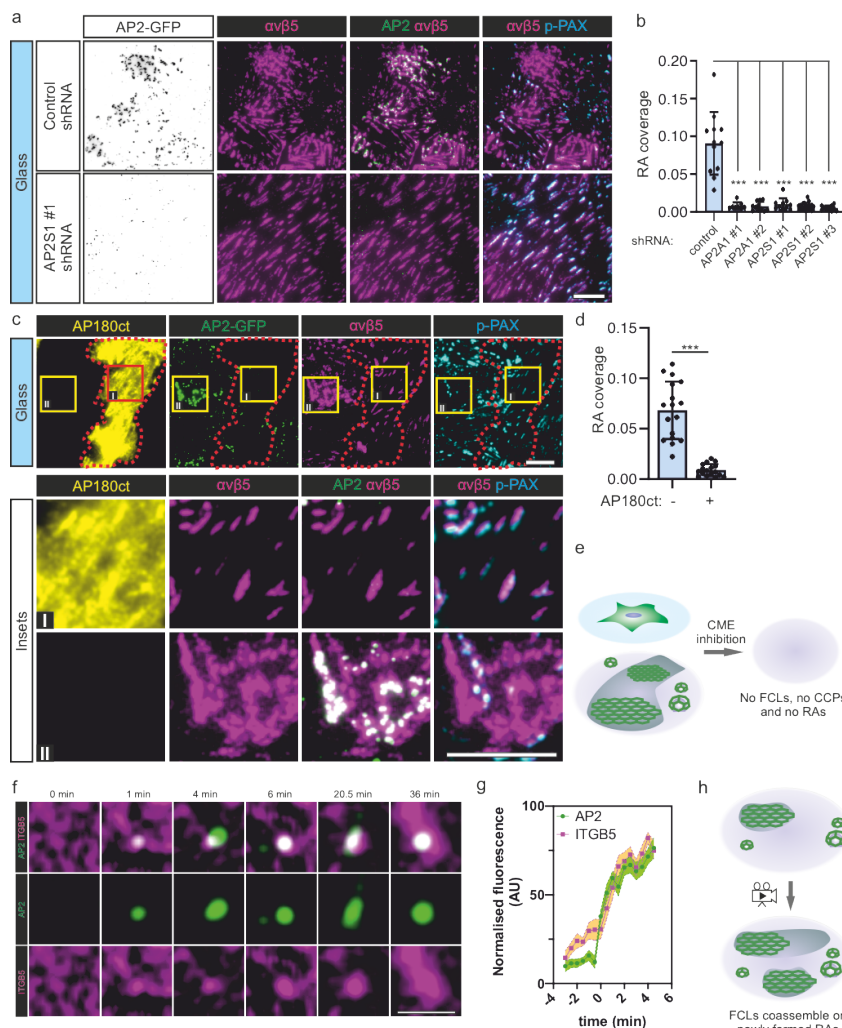 a
AP2-GFP
αvβ5
AP2 αvβ5
αvβ5 p-PAX
Glass
Control
shRNA
AP2S1 #1
shRNA
b
RA coverage
0.20
0.15
0.10
0.05
0.00
*** *** *** *** ***
shRNA:
control
AP2A1 #1
AP2A1 #2
AP2S1 #1
AP2S1 #2
AP2S1 #3
c
AP180ct
AP2-GFP
αvβ5
p-PAX
Glass
II
I
II
I
II
I
II
I
Insets
AP180ct
αvβ5
AP2 αvβ5
αvβ5 p-PAX
I
II
d
RA coverage
0.15
0.10
0.05
0.00
***
AP180ct: - +
e
CME
inhibition
No FCLs, no CCPs
and no RAs
f
0 min
1 min
4 min
6 min
20.5 min
36 min
AP2 ITGB5
AP2
ITGB5
g
Normalised fluorescence
(AU)
100
75
50
25
0
AP2
ITGB5
-4 -2 0 2 4 6
time (min)
h
FCLs coassemble on
newly formed RAs